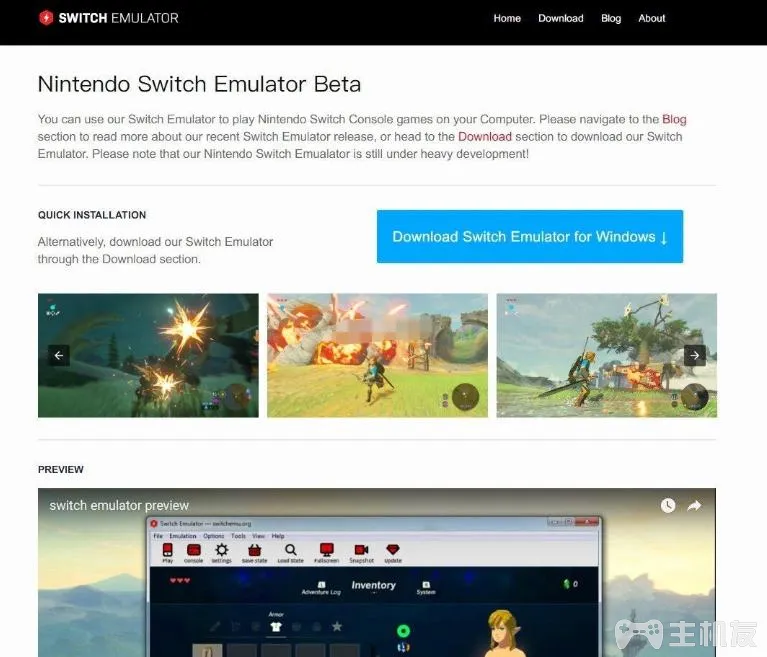 SWITCH EMULATOR
Home Download Blog About
Nintendo Switch Emulator Beta
You can use our Switch Emulator to play Nintendo Switch Console games on your Computer. Please navigate to the Blog
section to read more about our recent Switch Emulator release, or head to the Download section to download our Switch
Emulator. Please note that our Nintendo Switch Emualator is still under heavy development!
QUICK INSTALLATION
Alternatively, download our Switch Emulator
through the Download section.
Download Switch Emulator for Windows ↓
PREVIEW
switch emulator preview
Switch Emulator — switchemu.org
File Emulation Options Tools View Help
Play Console Settings Save state Load State Fullscreen Snapshot Update
Adventure Log Inventory System
0
Armor
主机友